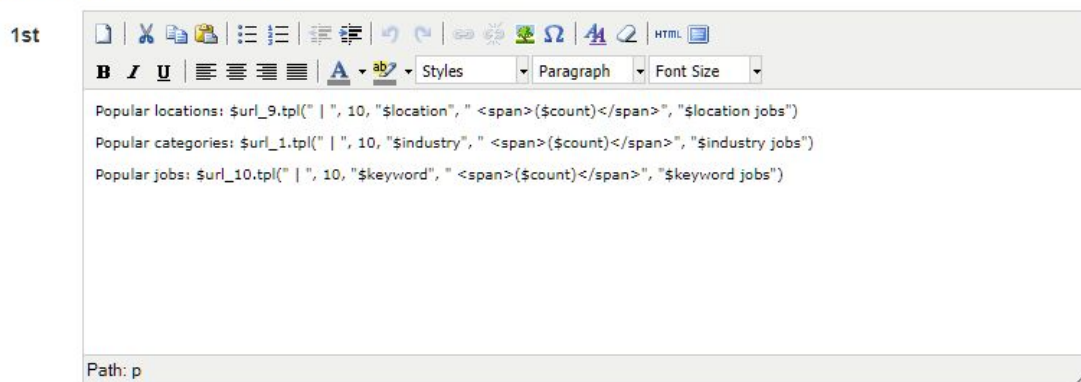 1st
HTML
B I U A ab Styles Paragraph Font Size
Popular locations: $url_9.tpl(" | ", 10, "$location", " <span>($count)</span>", "$location jobs")
Popular categories: $url_1.tpl(" | ", 10, "$industry", " <span>($count)</span>", "$industry jobs")
Popular jobs: $url_10.tpl(" | ", 10, "$keyword", " <span>($count)</span>", "$keyword jobs")
Path: p